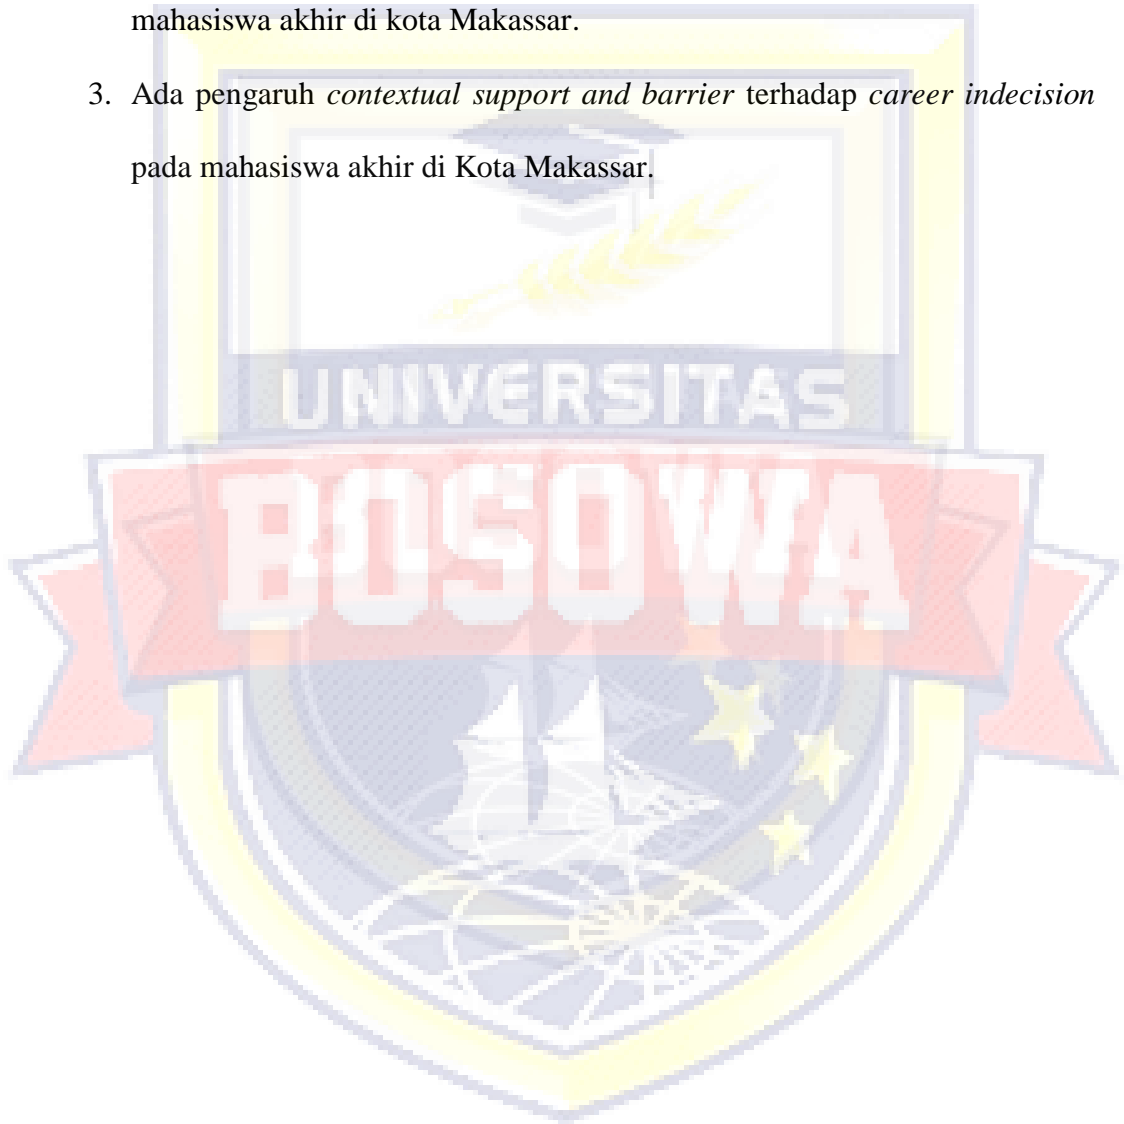 mahasiswa akhir di kota Makassar.
3. Ada pengaruh contextual support and barrier terhadap career indecision
pada mahasiswa akhir di Kota Makassar.
UNIVERSITAS
BOSOWA